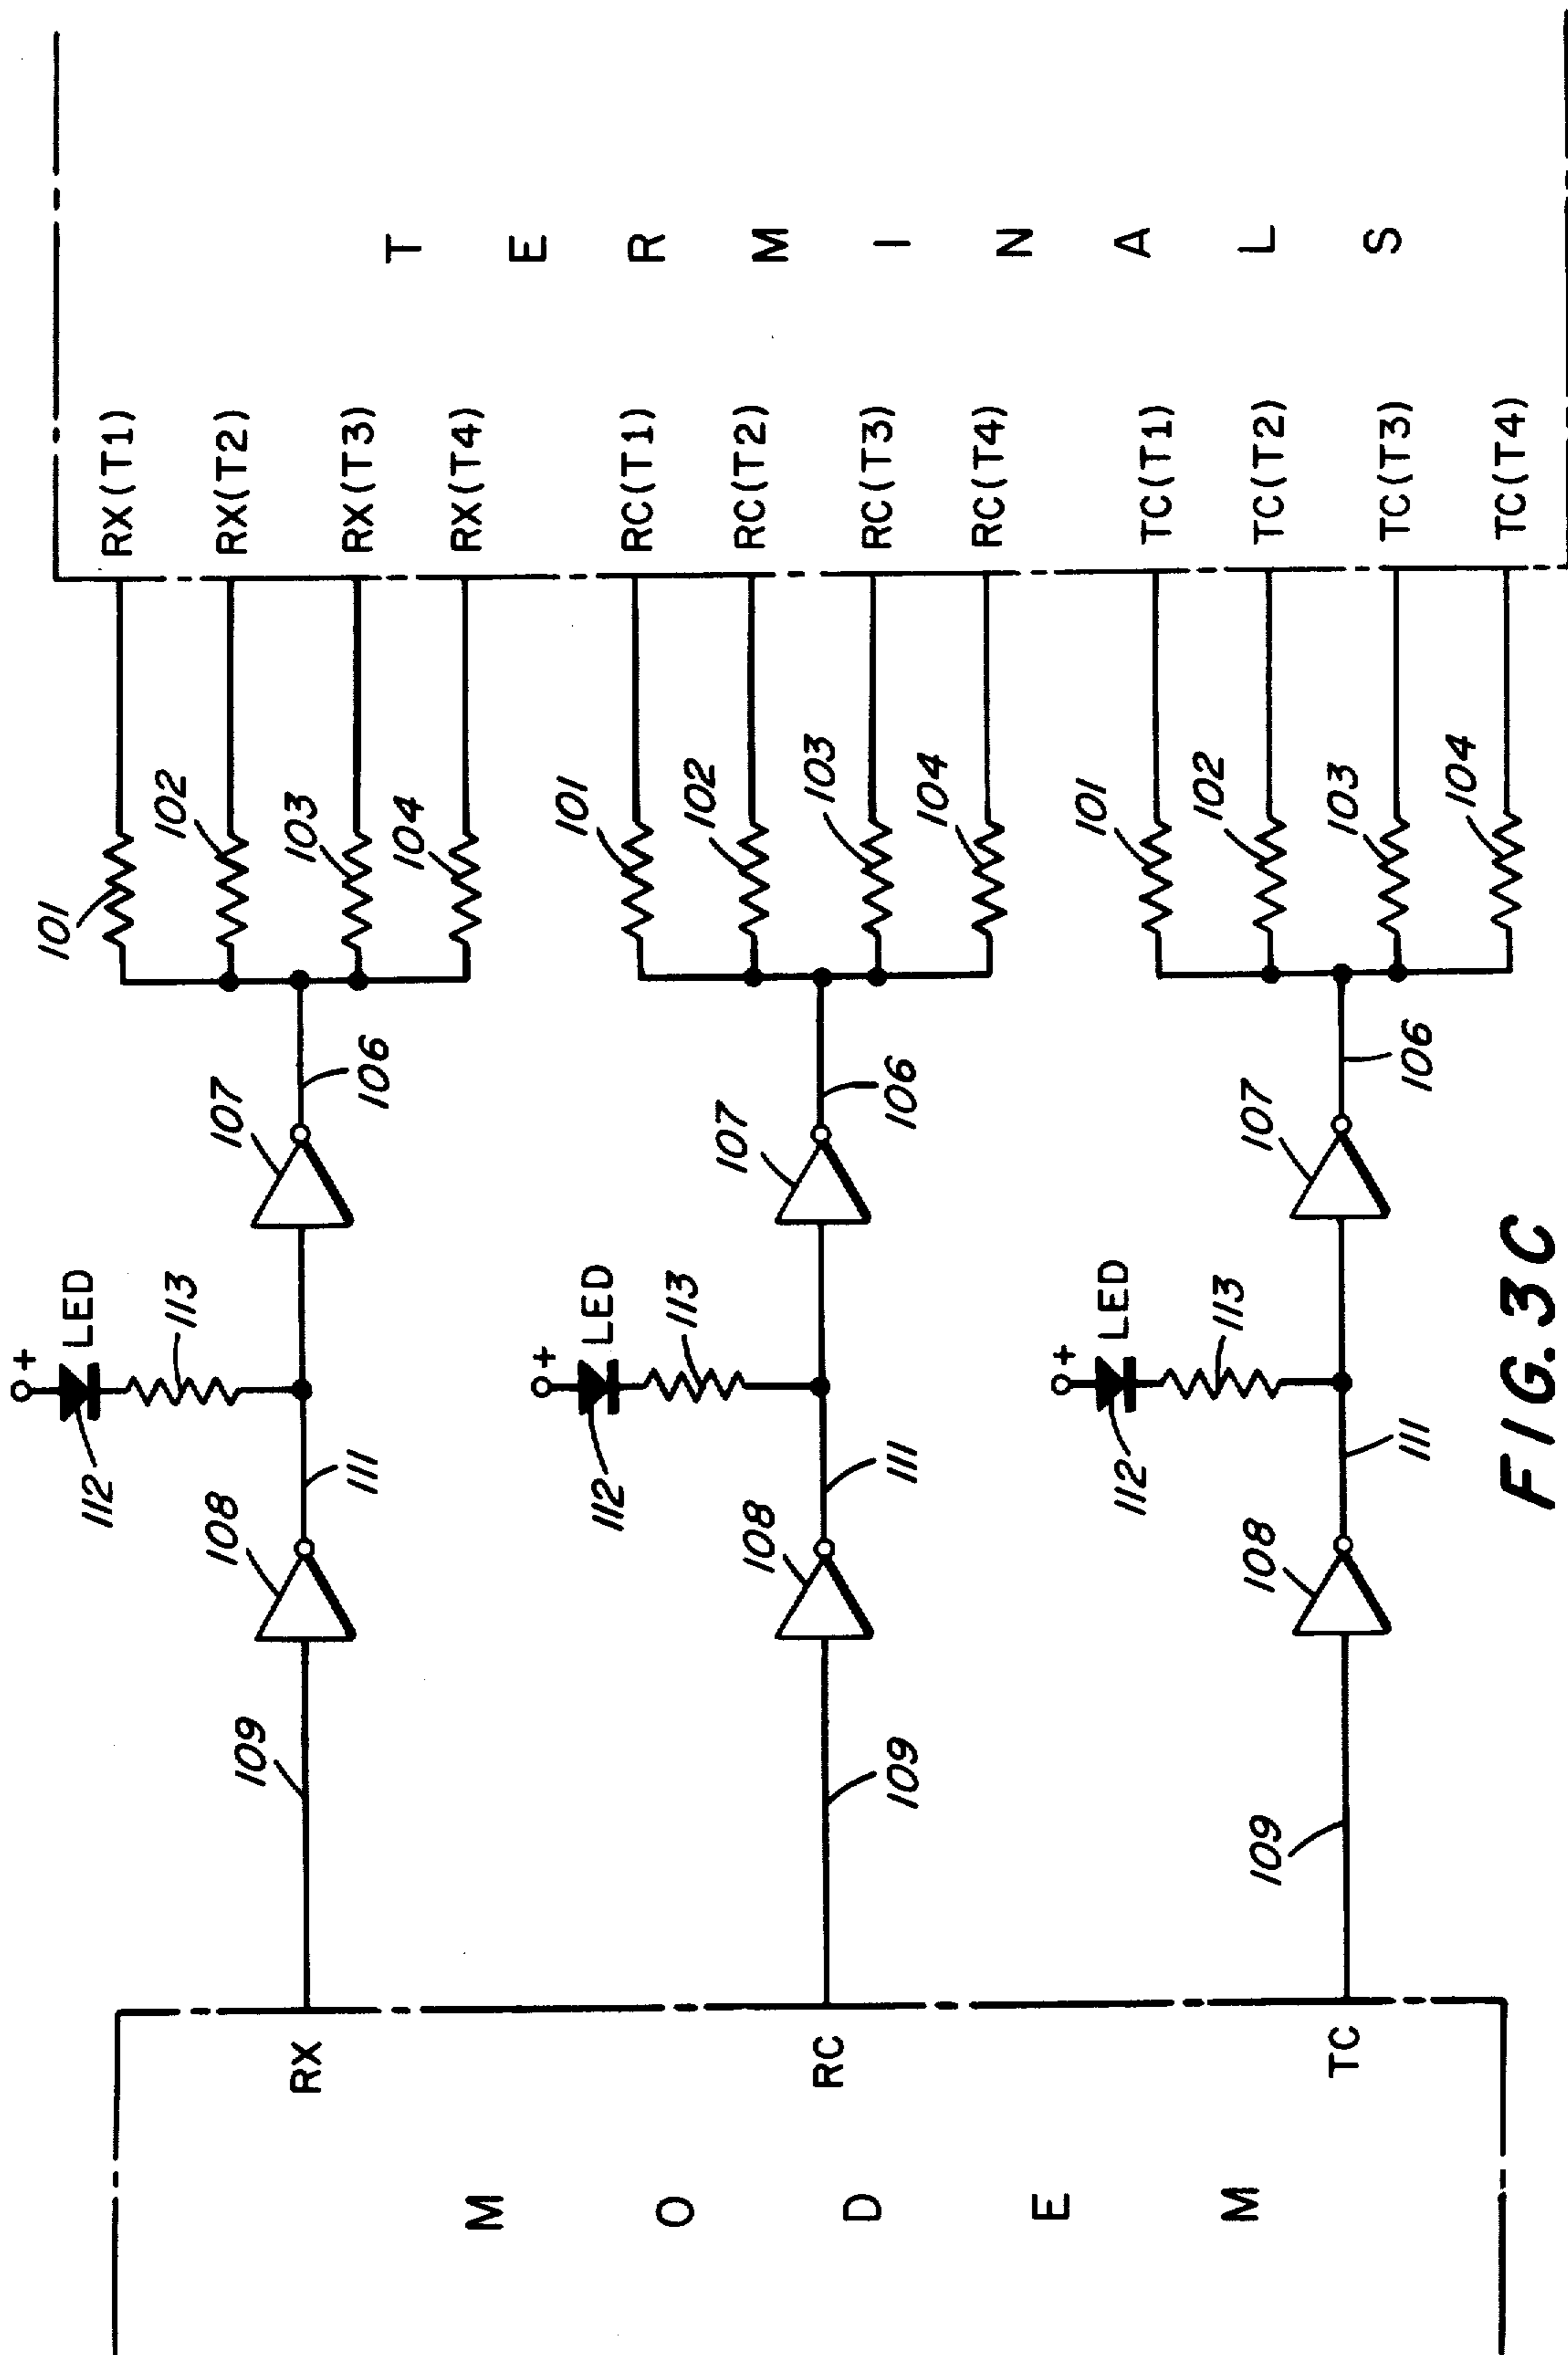 MODEM
RX
RC
TC
109
108
111
112
LED
+
113
107
106
101
102
103
104
RX(T1)
RX(T2)
RX(T3)
RX(T4)
109
108
111
112
LED
+
113
107
106
101
102
103
104
RC(T1)
RC(T2)
RC(T3)
RC(T4)
109
108
111
112
LED
+
113
107
106
101
102
103
104
TC(T1)
TC(T2)
TC(T3)
TC(T4)
TERMINALS
FIG. 3C